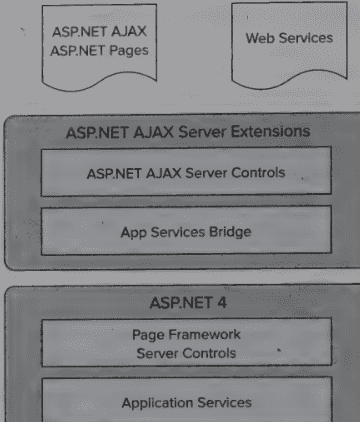 ASP.NET AJAX
ASP.NET Pages
Web Services
ASP.NET AJAX Server Extensions
ASP.NET AJAX Server Controls
App Services Bridge
ASP.NET 4
Page Framework
Server Controls
Application Services